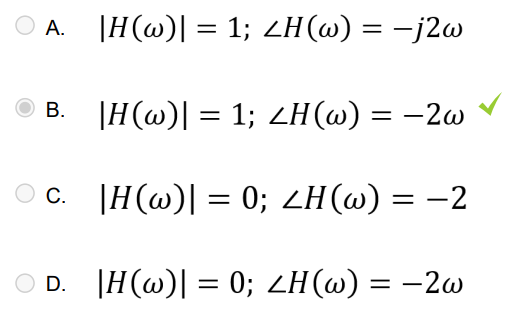 A. |H(ω)| = 1; ∠H(ω) = −j2ω
B. |H(ω)| = 1; ∠H(ω) = −2ω
C. |H(ω)| = 0; ∠H(ω) = −2
D. |H(ω)| = 0; ∠H(ω) = −2ω